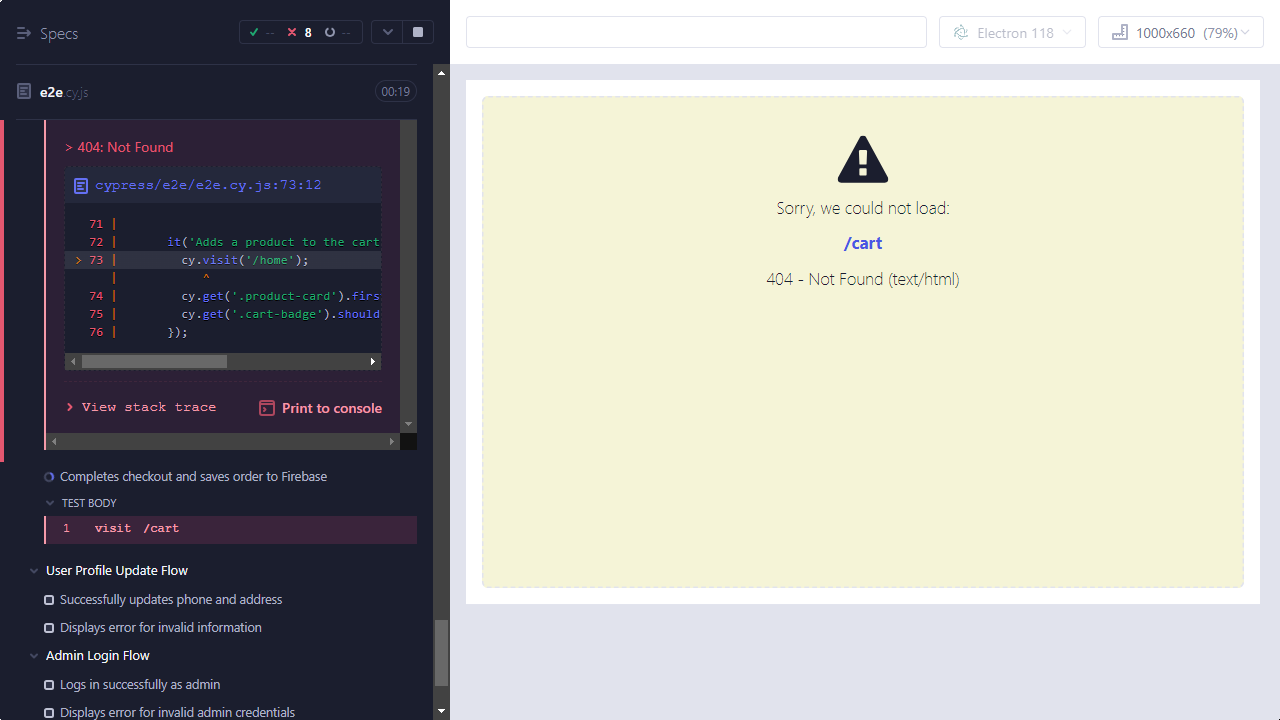 Specs
-- 8 --
e2e.cy.js
00:19
> 404: Not Found
cypress/e2e/e2e.cy.js:73:12
71 |
72 | it('Adds a product to the cart
> 73 | cy.visit('/home');
| ^
74 | cy.get('.product-card').firs
75 | cy.get('.cart-badge').should
76 | });
View stack trace
Print to console
Completes checkout and saves order to Firebase
TEST BODY
1 visit /cart
User Profile Update Flow
Successfully updates phone and address
Displays error for invalid information
Admin Login Flow
Logs in successfully as admin
Displays error for invalid admin credentials
Electron 118
1000x660 (79%)
Sorry, we could not load:
/cart
404 - Not Found (text/html)